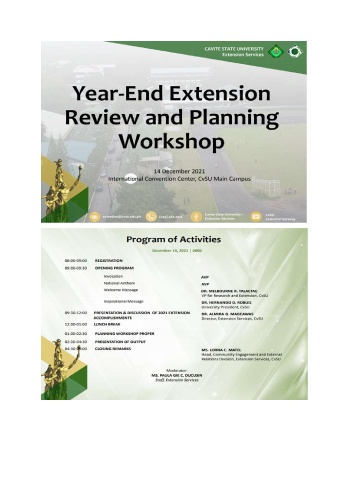 CAVITE STATE UNIVERSITY
Extension Services
Year-End Extension
Review and Planning
Workshop
14 December 2021
International Convention Center, CvSU Main Campus
Extension Services
Program of Activities
December 14, 2021 |
08:00-09:00 REGISTRATION
09:00-09:30 OPENING PROGRAM
Invocation AVP
National Anthem AVP
Welcome Message DR. MELBOURNE R. TALACTAC
VP for Research and Extension, CvSU
Inspirational Message DR. HERNANDO D. ROBLES
University President, CvSU
09:30-12:00 PRESENTATION & DISCUSSION OF 2021 EXTENSION ACCOMPLISHMENTS DR. ALMIRA G. MAGCAWAS
Director, Extension Services, CvSU
12:00-01:00 LUNCH BREAK
01:00-02:30 PLANNING WORKSHOP PROPER
02:30-04:30 PRESENTATION OF OUTPUT
CLOSING REMARKS MS. LORNA C. MATEL
Head, Community Engagement and External
Relations Division, Extension Services, CvSU
Moderator
MS. PAULA GIE C. DUCUSIN
Staff, Extension Services